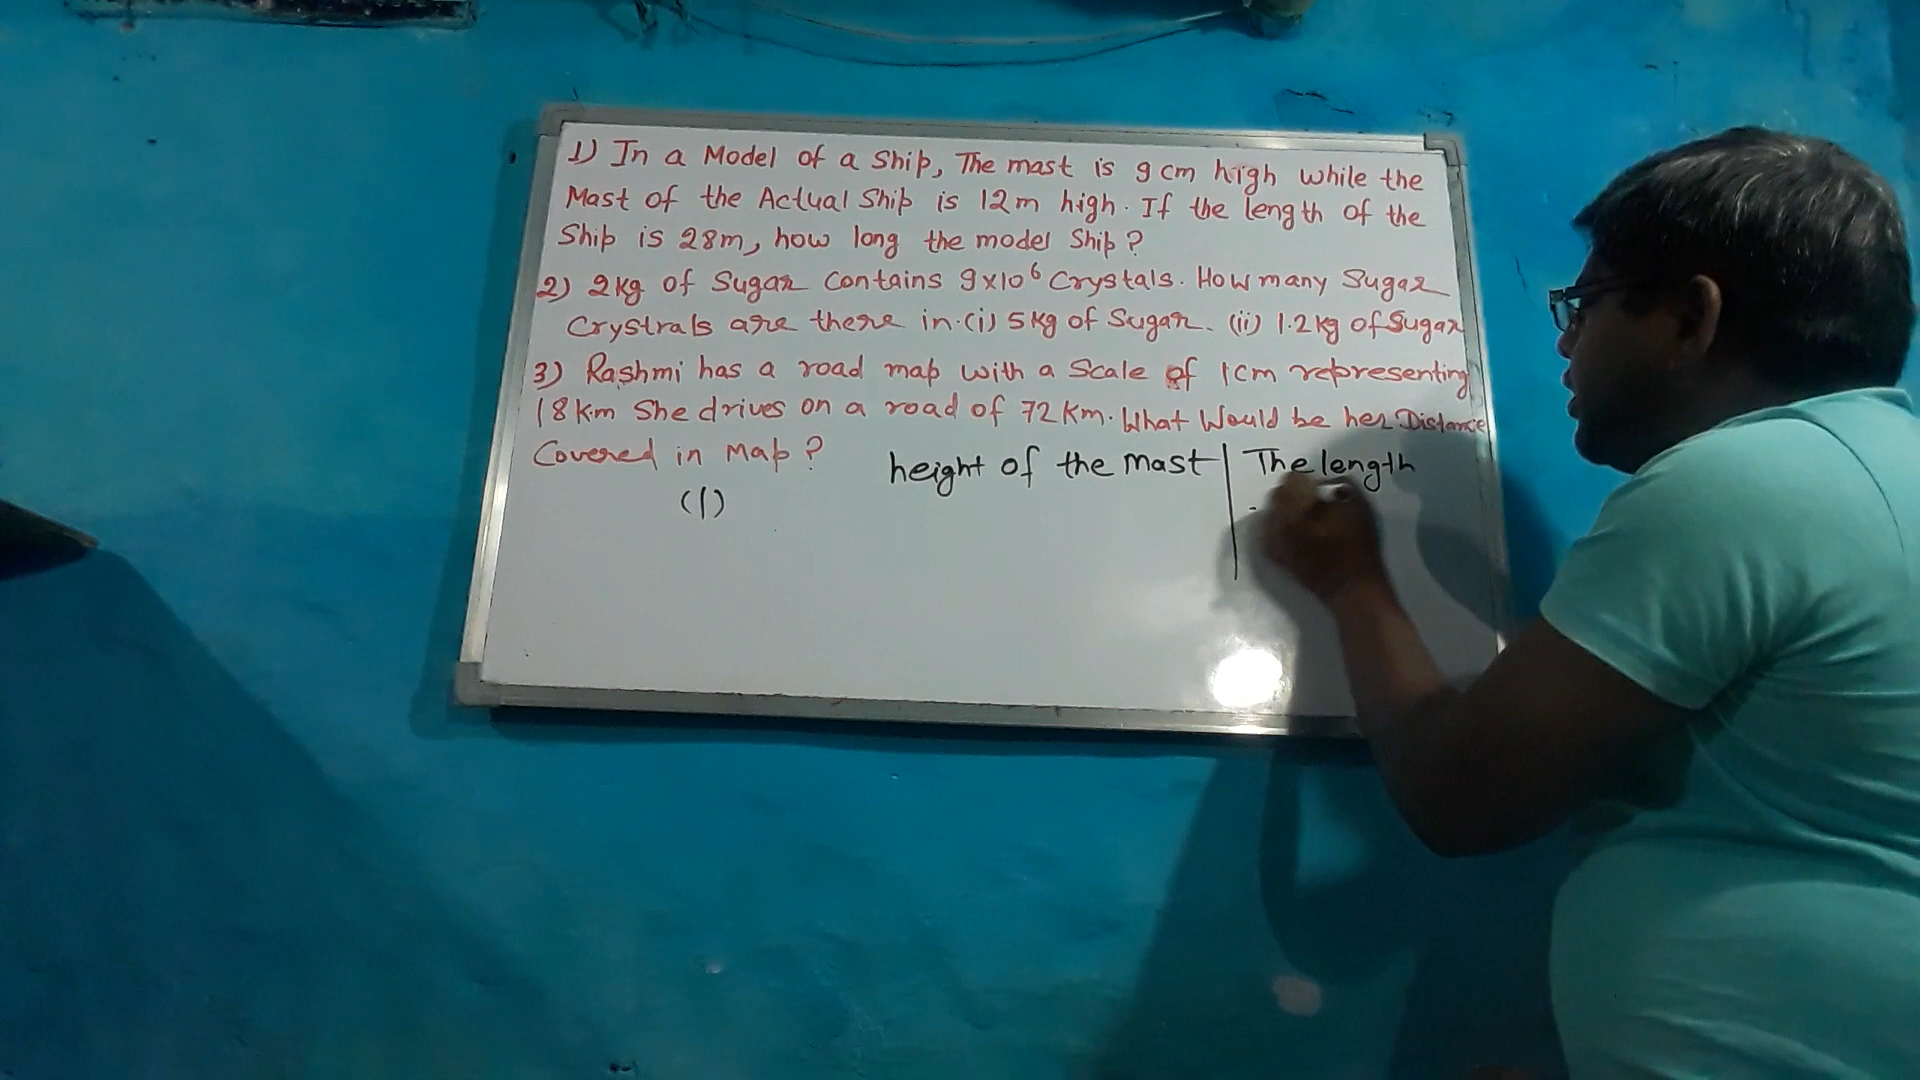 1) In a Model of a Ship, The mast is 9 cm high while the
Mast of the Actual Ship is 12m high. If the length of the
Ship is 28m, how long the model Ship?
2) 2kg of Sugar Contains 9x10⁶ Crystals. How many Sugar
Crystrals are there in.(i) 5kg of Sugar. (ii) 1.2kg of Sugar
3) Rashmi has a road map with a Scale of 1cm representing
18km She drives on a road of 72km. What Would be her Distance
Covered in Map?
height of the mast | The length
(1)